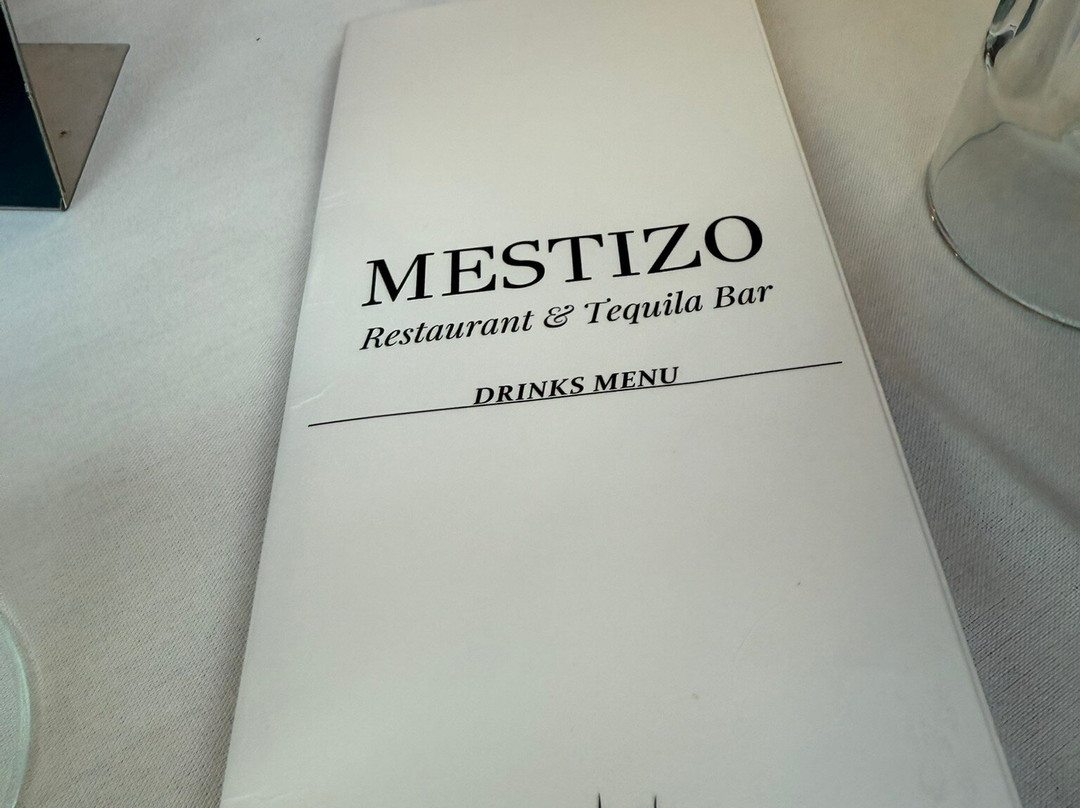 MESTIZO
Restaurant & Tequila Bar
DRINKS MENU